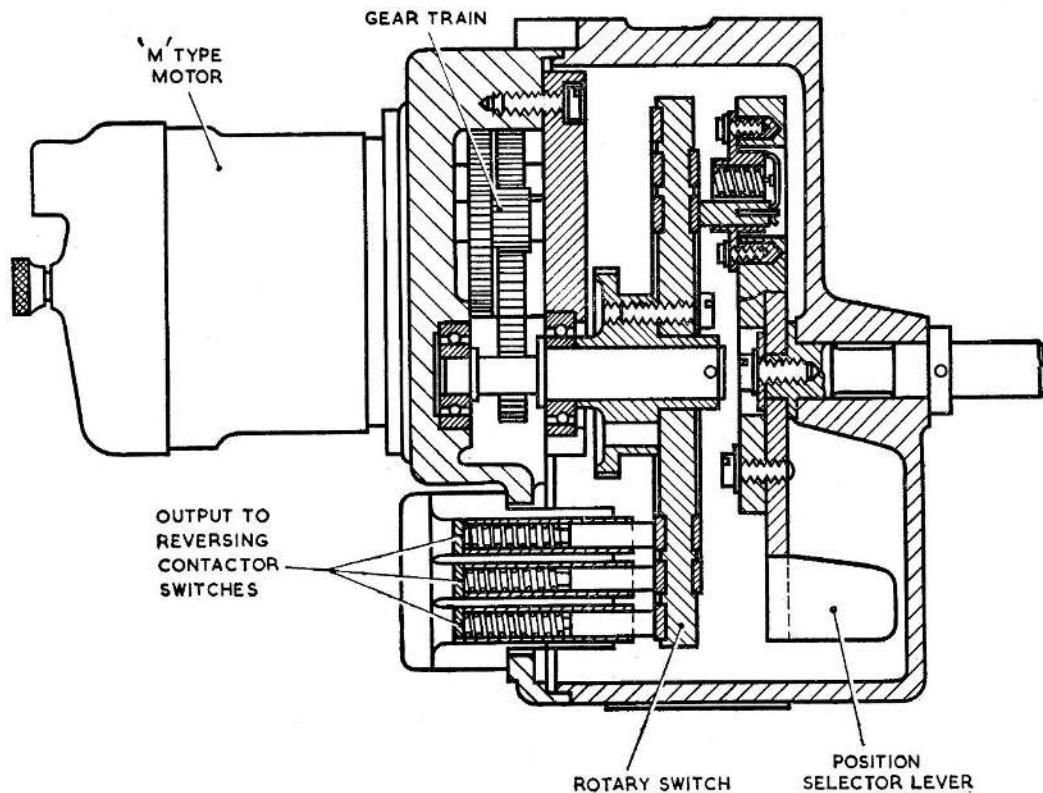 GEAR TRAIN
'M' TYPE
MOTOR
OUTPUT TO
REVERSING
CONTACTOR
SWITCHES
ROTARY SWITCH
POSITION
SELECTOR LEVER